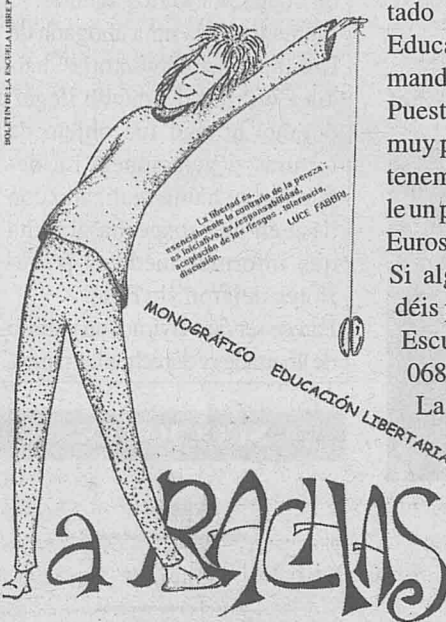 BOLETIN DE LA ESCUELA LIBRE P
La libertad es,
esencialmente lo contrario de la pereza :
es iniciativa, es responsabilidad,
aceptación de los riesgos , tolerancia,
discusión.
LUCE FABBRI.
MONOGRÁFICO EDUCACIÓN LIBERTARIA
a RACHAS
tado
Educa
mand
Puest
muy p
tenem
le un p
Euros
Si alg
déis
Escu
068
La